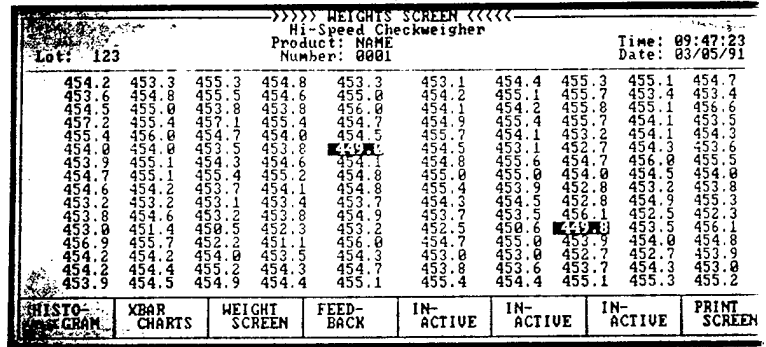 >>>>> WEIGHTS SCREEN <<<<<
Hi-Speed Checkweigher
Product: NAME Time: 09:47:23
Lot: 123 Number: 0001 Date: 03/05/91
454.2 453.3 455.3 454.8 453.3 453.1 454.4 455.3 455.1 454.7
453.6 454.8 455.5 454.6 455.0 454.2 455.1 455.7 453.4 453.4
454.2 455.0 453.8 453.8 456.0 454.1 454.2 455.8 455.1 456.6
457.2 455.4 457.1 455.4 454.7 454.9 455.4 455.7 454.1 453.5
455.4 456.0 454.7 454.0 454.5 455.7 454.1 453.2 454.1 454.3
454.0 454.0 453.5 453.8 449.0 454.5 453.1 452.7 454.3 453.6
453.9 455.1 454.3 454.6 454.1 454.8 455.6 454.7 456.0 455.5
454.7 455.1 455.4 455.2 454.8 455.0 455.0 454.0 454.5 454.0
454.6 454.2 453.7 454.1 454.8 455.4 453.9 452.8 453.2 453.8
453.2 453.2 453.1 453.4 453.7 454.3 454.5 452.8 454.9 455.3
453.8 454.6 453.2 453.8 454.9 453.7 453.5 456.1 452.5 452.3
453.0 451.4 450.5 452.3 453.2 452.5 450.6 449.8 453.5 456.1
456.9 455.7 452.2 451.1 456.0 454.7 455.0 453.9 454.0 454.8
454.2 454.2 454.0 453.5 454.3 453.0 453.0 452.7 452.7 453.9
454.2 454.4 455.2 454.3 454.7 453.8 453.6 453.7 454.3 453.0
453.9 454.5 454.9 454.4 455.1 455.4 454.4 455.1 455.3 455.2
HISTO- XBAR WEIGHT FEED- IN- IN- IN- PRINT
GRAM CHARTS SCREEN BACK ACTIVE ACTIVE ACTIVE SCREEN